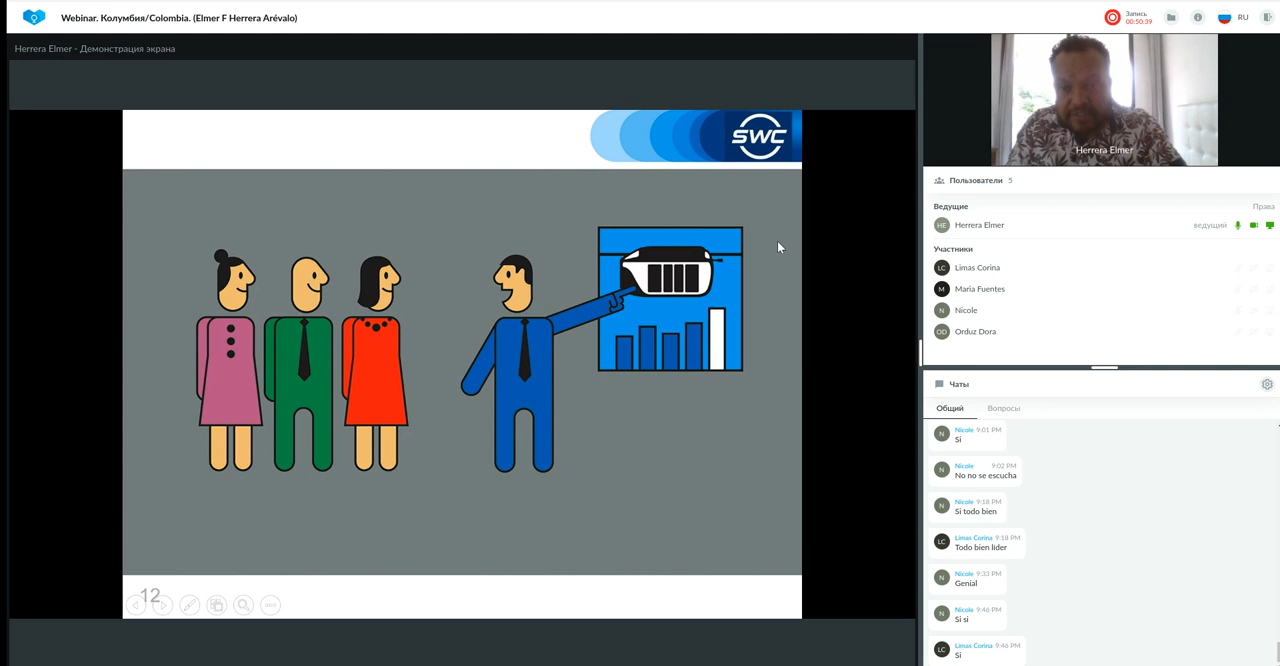 Webinar. Колумбия/Colombia. (Elmer F Herrera Arévalo)
Запись
00:50:39
RU
Herrera Elmer - Демонстрация экрана
SWC
12
Herrera Elmer
Пользователи 5
Ведущие Права
HE Herrera Elmer ведущий
Участники
LC Limas Corina
M Maria Fuentes
N Nicole
OD Orduz Dora
Чаты
Общий Вопросы
N Nicole 9:01 PM
Si
N Nicole 9:02 PM
No no se escucha
N Nicole 9:18 PM
Si todo bien
LC Limas Corina 9:18 PM
Todo bien líder
N Nicole 9:33 PM
Genial
N Nicole 9:46 PM
Si si
LC Limas Corina 9:46 PM
Si